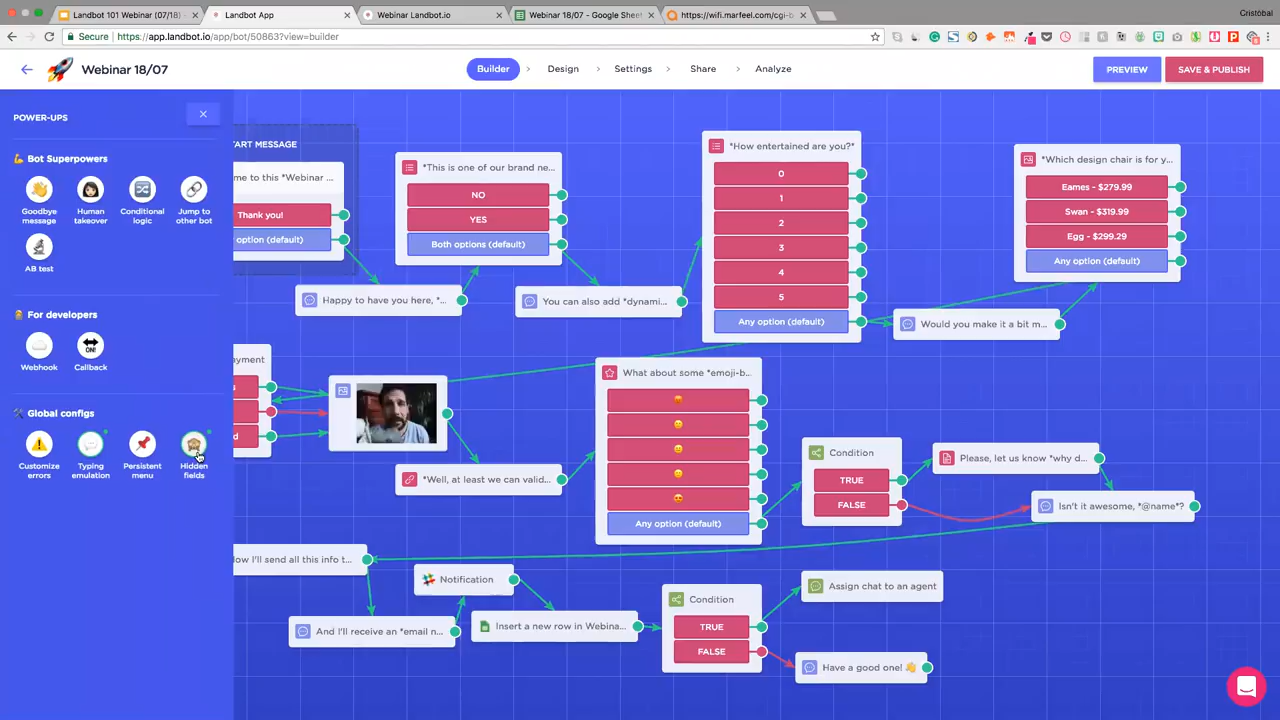 Landbot 101 Webinar (07/18)
Landbot App
Webinar Landbot.io
Webinar 18/07 - Google Shee
https://wifi.marfeel.com/cgi-b
Cristóbal
Secure
https://app.landbot.io/bot/50863?view=builder
Webinar 18/07
Builder
Design
Settings
Share
Analyze
PREVIEW
SAVE & PUBLISH
POWER-UPS
Bot Superpowers
Goodbye
message
Human
takeover
Conditional
logic
Jump to
other bot
AB test
For developers
Webhook
ON!
Callback
Global configs
Customize
errors
Typing
emulation
Persistent
menu
Hidden
fields
TART MESSAGE
me to this *Webinar ...
Thank you!
option (default)
*This is one of our brand ne...
NO
YES
Both options (default)
*How entertained are you?*
0
1
2
3
4
5
Any option (default)
*Which design chair is for y...
Eames - $279.99
Swan - $319.99
Egg - $299.29
Any option (default)
Happy to have you here, *...
You can also add *dynami...
Would you make it a bit m...
ayment
s
d
*Well, at least we can valid...
What about some *emoji-b...
Any option (default)
Condition
TRUE
FALSE
Please, let us know *why d...
Isn't it awesome, *@name*?
Now I'll send all this info t...
And I'll receive an *email n...
Notification
Insert a new row in Webina...
Condition
TRUE
FALSE
Assign chat to an agent
Have a good one! 👋